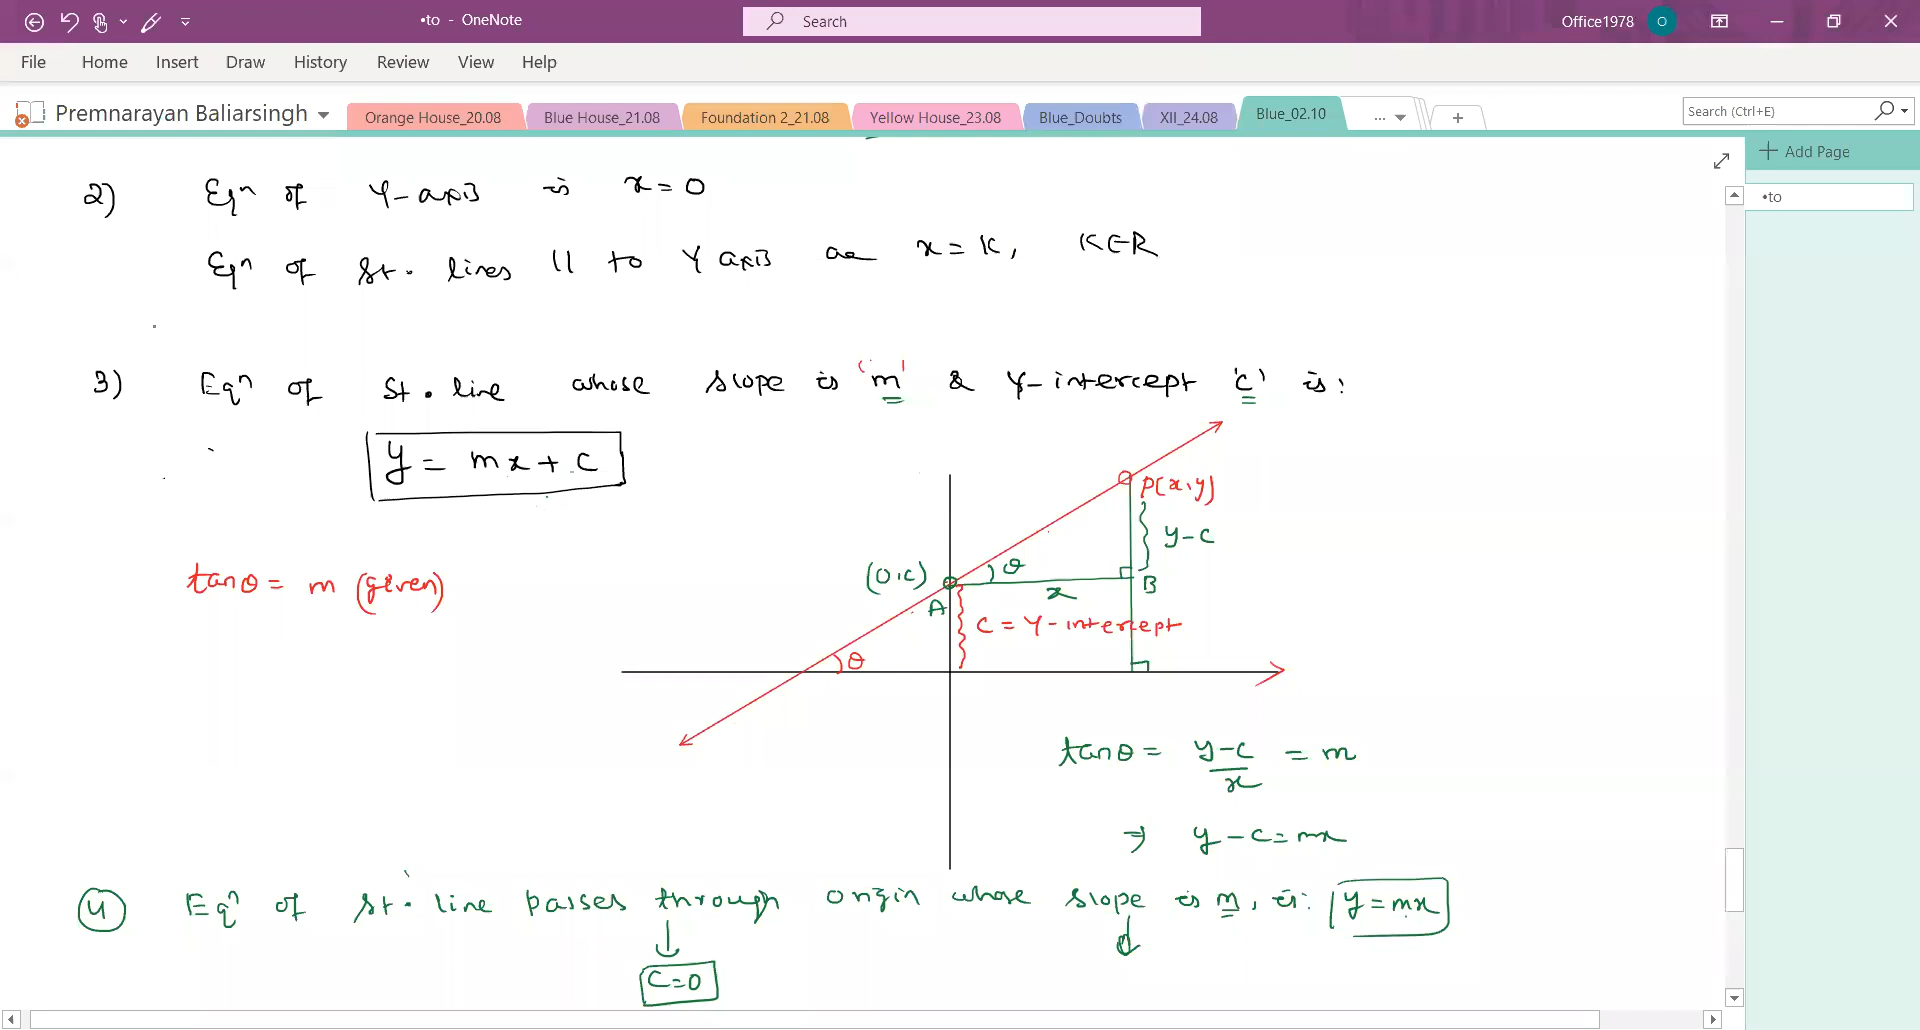 •to - OneNote
Search
Office1978
O
File Home Insert Draw History Review View Help
Premnarayan Baliarsingh
Orange House_20.08
Blue House_21.08
Foundation 2_21.08
Yellow House_23.08
Blue_Doubts
XII_24.08
Blue_02.10
...
+
Search (Ctrl+E)
+ Add Page
•to
2) Eqn of Y-axis is x = 0
Eqn of St. lines || to Y axis are x = K, K∈R
3) Eqn of St. line whose slope is 'm' & Y-intercept 'c' is:
y = mx + c
P(x,y)
y-c
θ
(0,c)
A
x
B
c = Y-intercept
θ
tanθ = m (given)
tanθ = y-c/x = m
⇒ y - c = mx
4 Eqn of St. line passes through origin whose slope is m, is: y = mx
↓
C=0